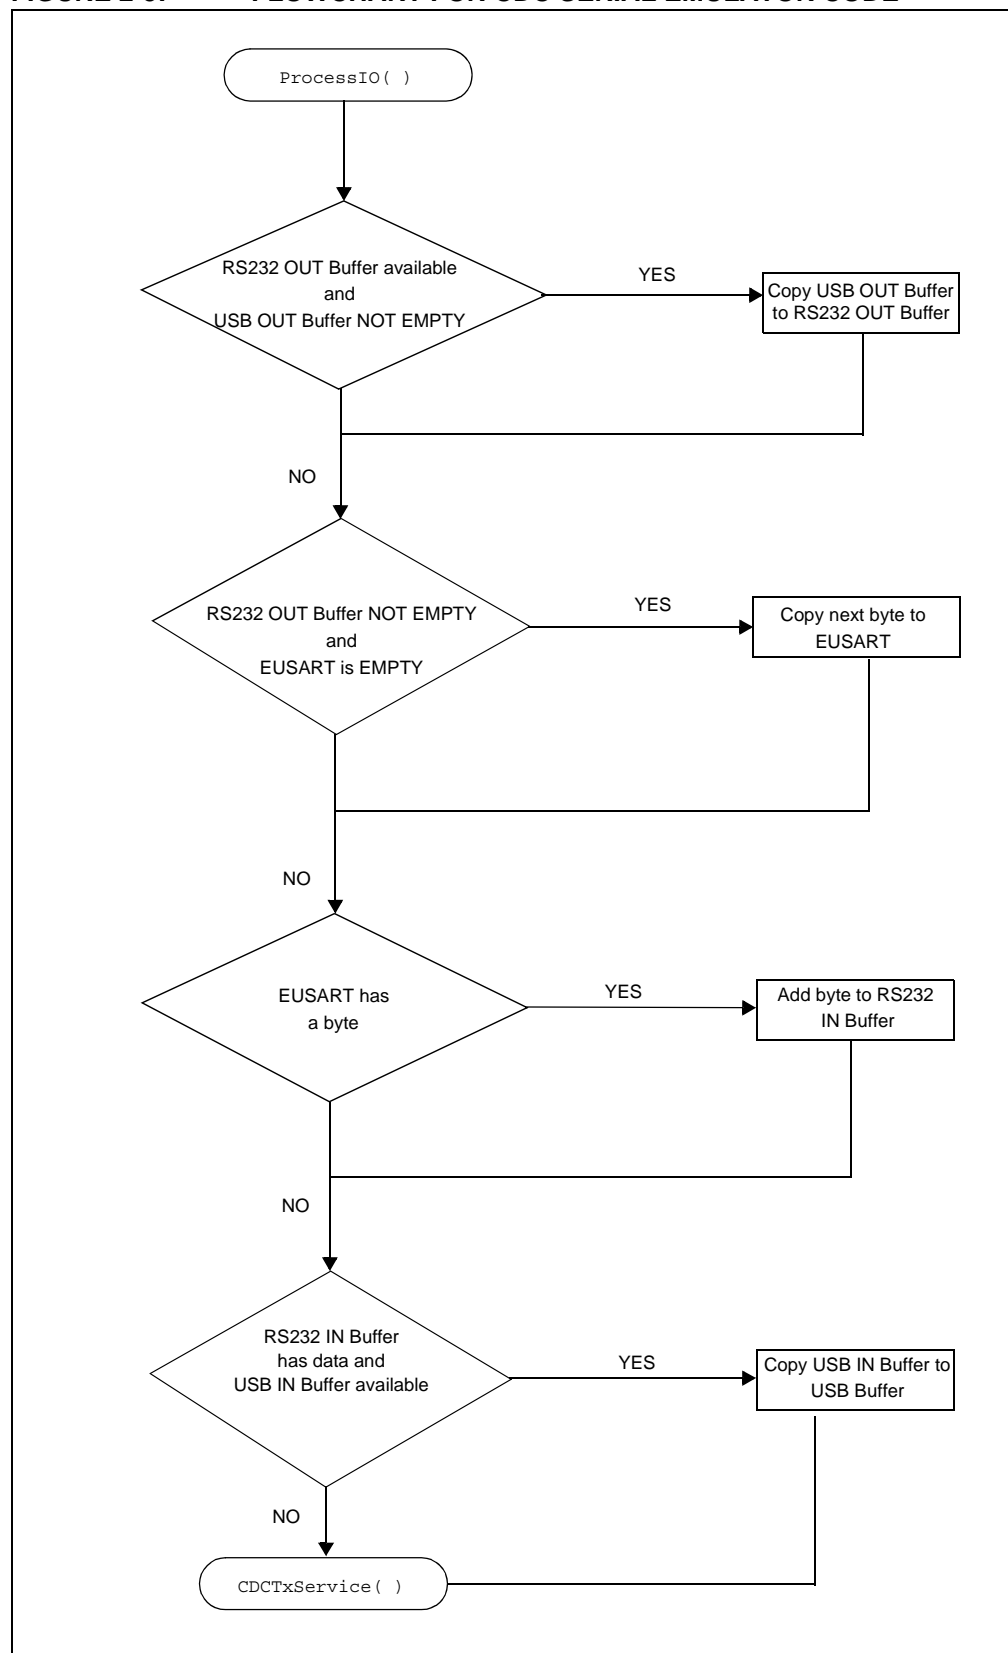 ProcessIO( )
RS232 OUT Buffer available
and
USB OUT Buffer NOT EMPTY
YES
Copy USB OUT Buffer
to RS232 OUT Buffer
NO
RS232 OUT Buffer NOT EMPTY
and
EUSART is EMPTY
YES
Copy next byte to
EUSART
NO
EUSART has
a byte
YES
Add byte to RS232
IN Buffer
NO
RS232 IN Buffer
has data and
USB IN Buffer available
YES
Copy USB IN Buffer to
USB Buffer
NO
CDCTxService( )